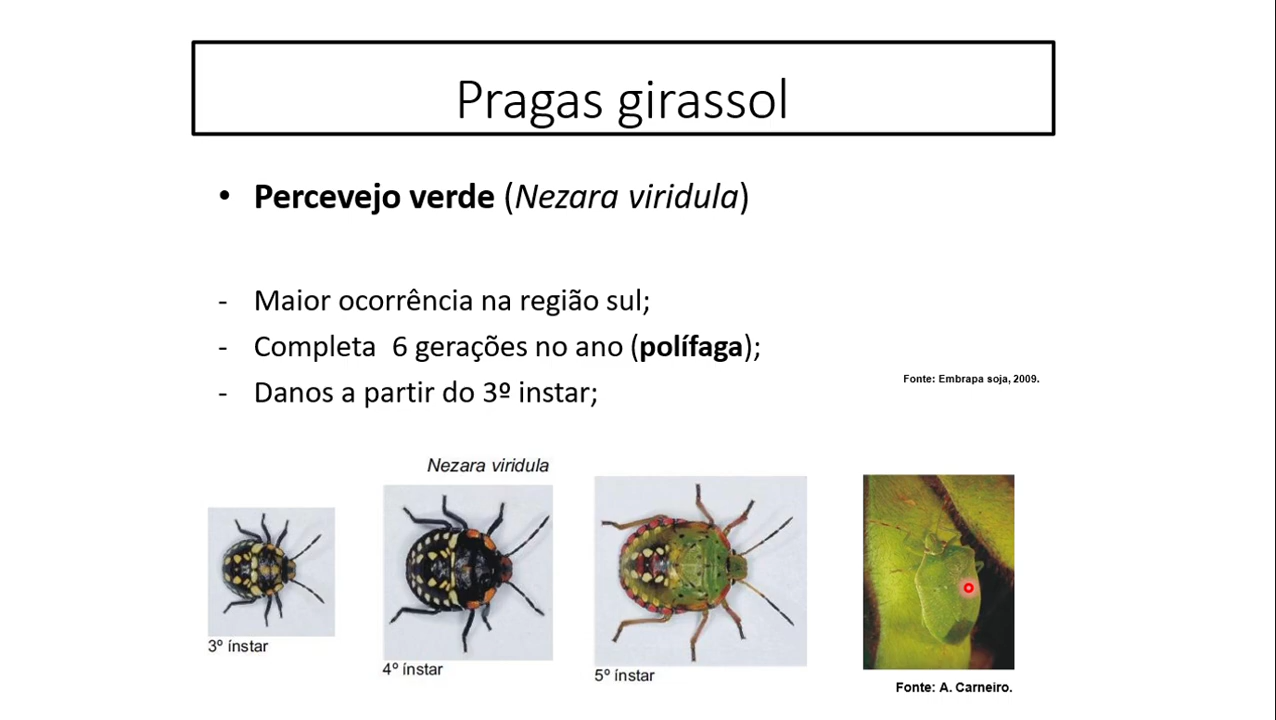 Pragas girassol
• Percevejo verde (Nezara viridula)
- Maior ocorrência na região sul;
- Completa 6 gerações no ano (polífaga);
- Danos a partir do 3º instar;
Fonte: Embrapa soja, 2009.
Nezara viridula
3º ínstar
4º ínstar
5º ínstar
Fonte: A. Carneiro.